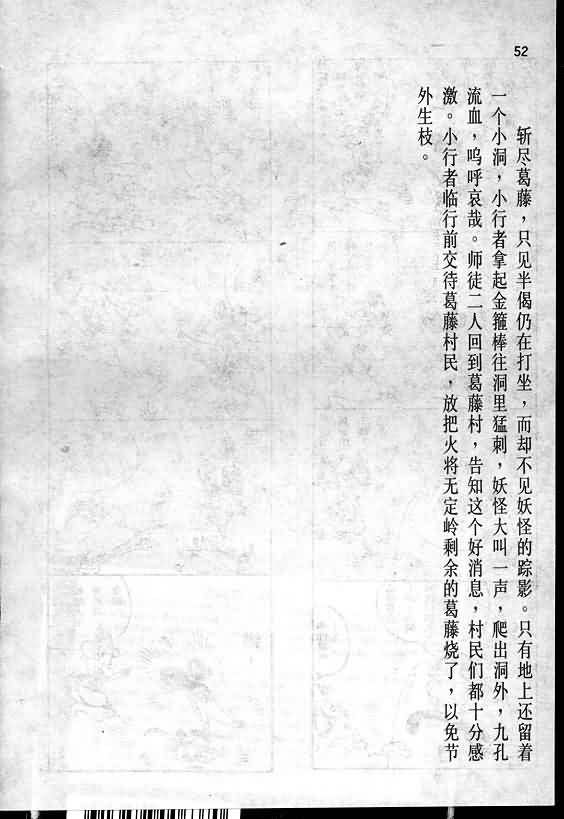 52
斩尽葛藤，只见半偈仍在打坐，而却不见妖怪的踪影。只有地上还留着
一个小洞，小行者拿起金箍棒往洞里猛刺，妖怪大叫一声，爬出洞外，九孔
流血，呜呼哀哉。师徒二人回到葛藤村，告知这个好消息，村民们都十分感
激。小行者临行前交待葛藤村民，放把火将无定岭剩余的葛藤烧了，以免节
外生枝。